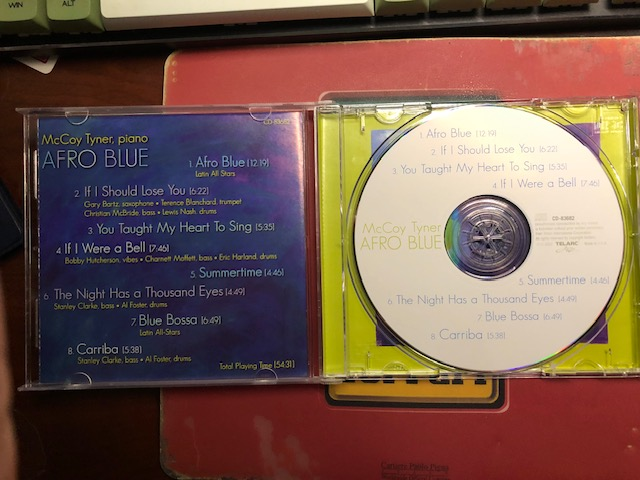 WIN
ALT
CD-83682
McCoy Tyner, piano
AFRO BLUE
1. Afro Blue [12:19]
Latin All Stars
2. If I Should Lose You [6:22]
Gary Bartz, saxophone • Terence Blanchard, trumpet
Christian McBride, bass • Lewis Nash, drums
3. You Taught My Heart To Sing [5:35]
4. If I Were a Bell [7:46]
Bobby Hutcherson, vibes • Charnett Moffett, bass • Eric Harland, drums
5. Summertime [4:46]
6. The Night Has a Thousand Eyes [4:49]
Stanley Clarke, bass • Al Foster, drums
7. Blue Bossa [6:49]
Latin All-Stars
8. Carriba [5:38]
Stanley Clarke, bass • Al Foster, drums
Total Playing Time [54:31]
1. Afro Blue [12:19]
2. If I Should Lose You [6:22]
3. You Taught My Heart To Sing [5:35]
4. If I Were a Bell [7:46]
McCoy Tyner
AFRO BLUE
CD-83682
TELARC
5. Summertime [4:46]
6. The Night Has a Thousand Eyes [4:49]
7. Blue Bossa [6:49]
8. Carriba [5:38]